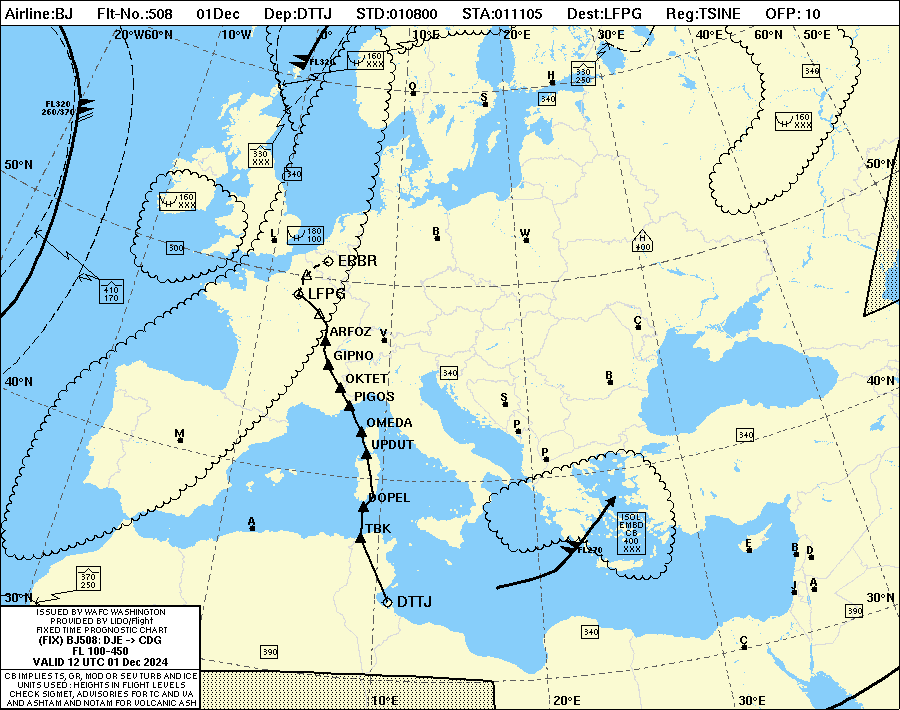 Airline:BJ Flt-No.:508 01Dec Dep:DTTJ STD:010800 STA:011105 Dest:LFPG Reg:TSINE OFP: 10
20°W60°N 10°W 0° 10°E 20°E 30°E 40°E 60°N 50°E
FL320
H 160 XXX
330 250
340
H
O
S
340
FL320
260/370
H 160 XXX
330 XXX
50°N
50°N
340
H 160 XXX
L
H 180 100
B
W
H 400
300
EBBR
410 170
LFPG
C
ARFOZ
V
GIPNO
OKTET
340
B
40°N
40°N
PIGOS
S
OMEDA
P
M
340
UPDUT
P
DOPEL
A
TBK
ISOL
EMBD
CB
400
XXX
FL270
E
B
D
370 250
J
A
30°N
DTTJ
30°N
390
340
C
390
ISSUED BY WAFC WASHINGTON
PROVIDED BY LIDO/Flight
FIXED TIME PROGNOSTIC CHART
(FIX) BJ508: DJE -> CDG
FL 100-450
VALID 12 UTC 01 Dec 2024
CB IMPLIES TS, GR, MOD OR SEV TURB AND ICE
UNITS USED : HEIGHTS IN FLIGHT LEVELS
CHECK SIGMET, ADVISORIES FOR TC AND VA
AND ASHTAM AND NOTAM FOR VOLCANIC ASH
10°E 20°E 30°E